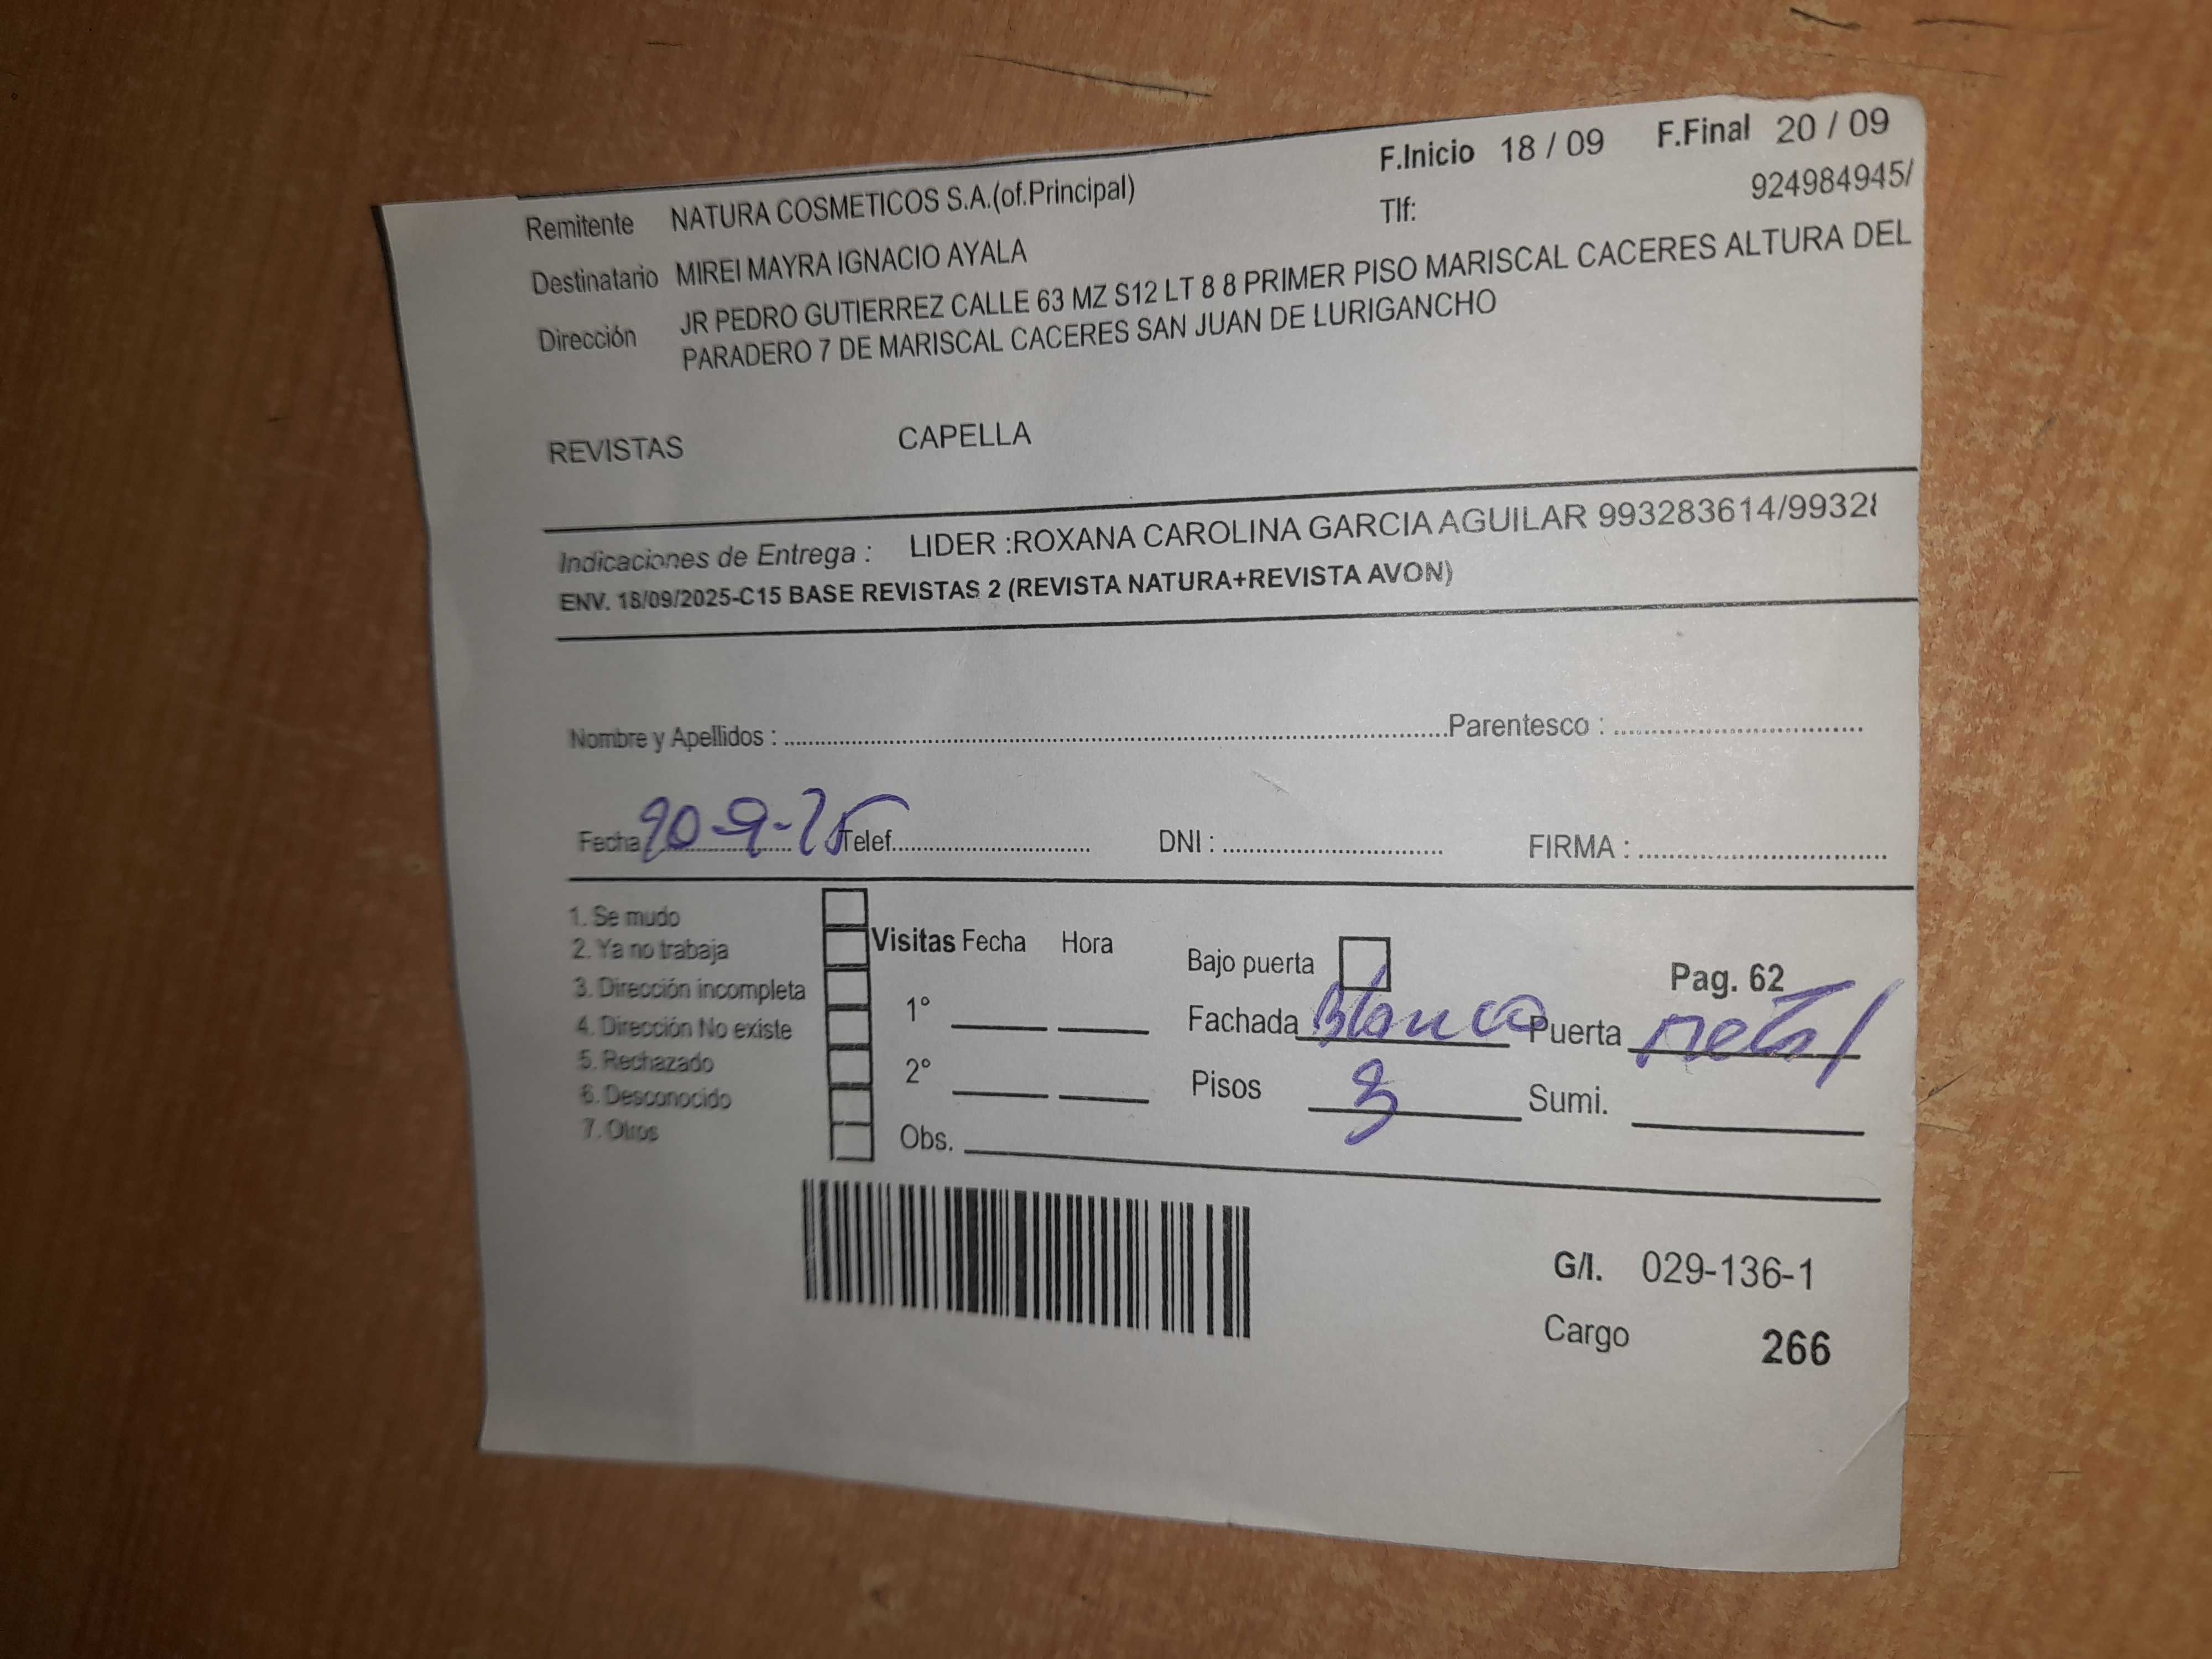 F.Inicio 18 / 09 F.Final 20 / 09
Remitente NATURA COSMETICOS S.A.(of.Principal) Tlf: 924984945/
Destinatario MIREI MAYRA IGNACIO AYALA
Dirección JR PEDRO GUTIERREZ CALLE 63 MZ S12 LT 8 8 PRIMER PISO MARISCAL CACERES ALTURA DEL
PARADERO 7 DE MARISCAL CACERES SAN JUAN DE LURIGANCHO
REVISTAS CAPELLA
Indicaciones de Entrega : LIDER :ROXANA CAROLINA GARCIA AGUILAR 993283614/99328
ENV. 18/09/2025-C15 BASE REVISTAS 2 (REVISTA NATURA+REVISTA AVON)
Nombre y Apellidos : Parentesco :
Fecha 20-9-25 Telef. DNI : FIRMA :
1. Se mudo
2. Ya no trabaja
3. Dirección incompleta
4. Dirección No existe
5. Rechazado
6. Desconocido
7. Otros
Visitas Fecha Hora
1°
2°
Obs.
Bajo puerta Pag. 62
Fachada Blanco Puerta metal
Pisos 3 Sumi.
G/I. 029-136-1
Cargo 266